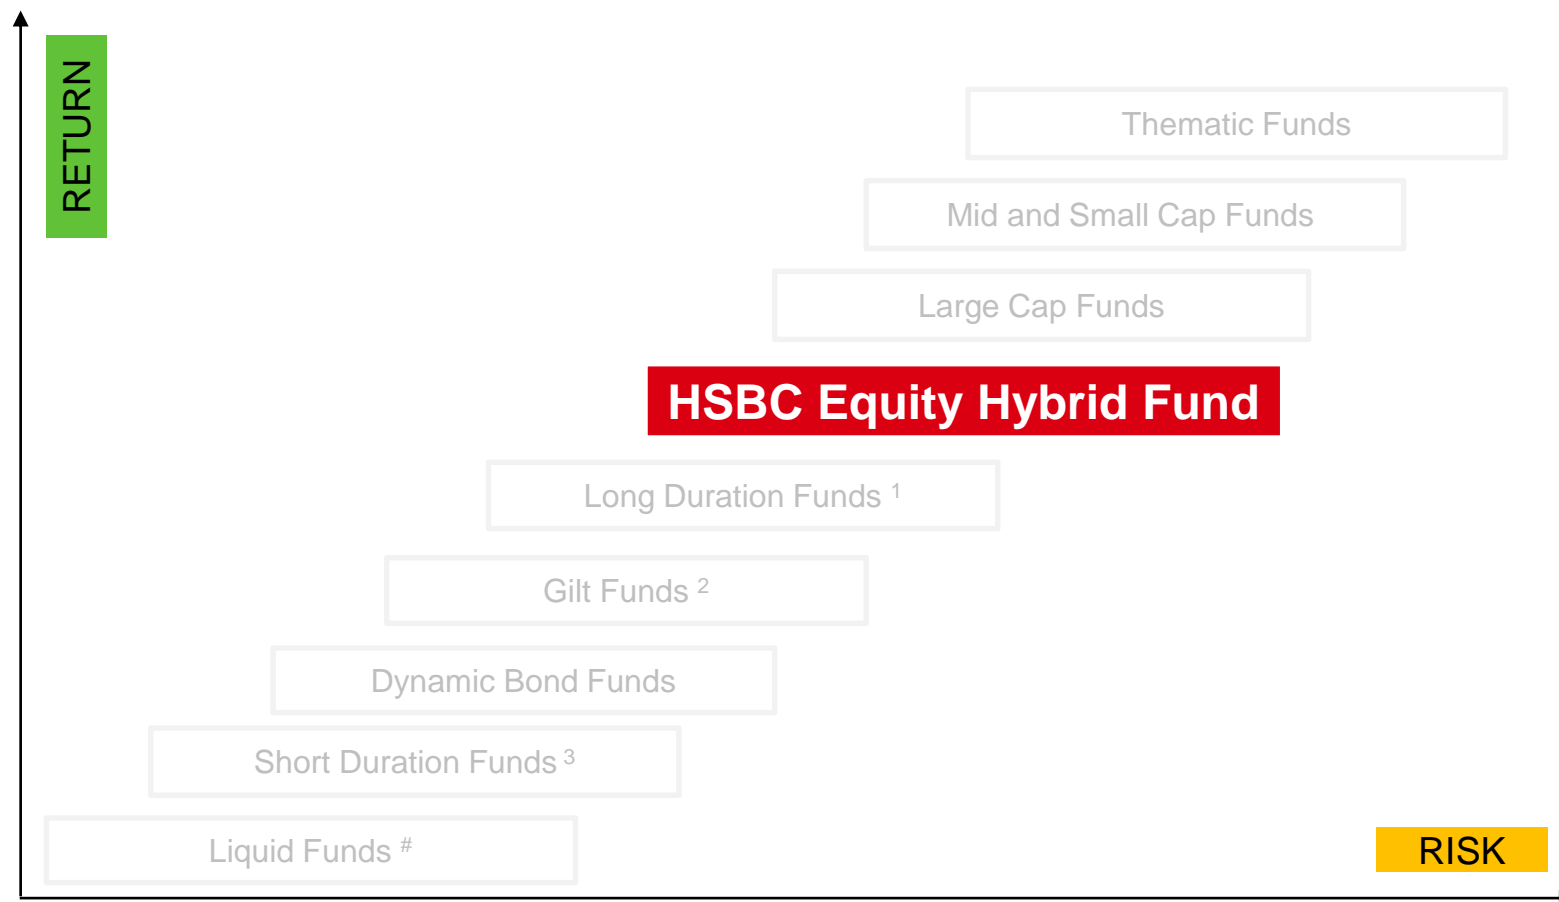 RETURN
Thematic Funds
Mid and Small Cap Funds
Large Cap Funds
HSBC Equity Hybrid Fund
Long Duration Funds 1
Gilt Funds 2
Dynamic Bond Funds
Short Duration Funds 3
Liquid Funds #
RISK